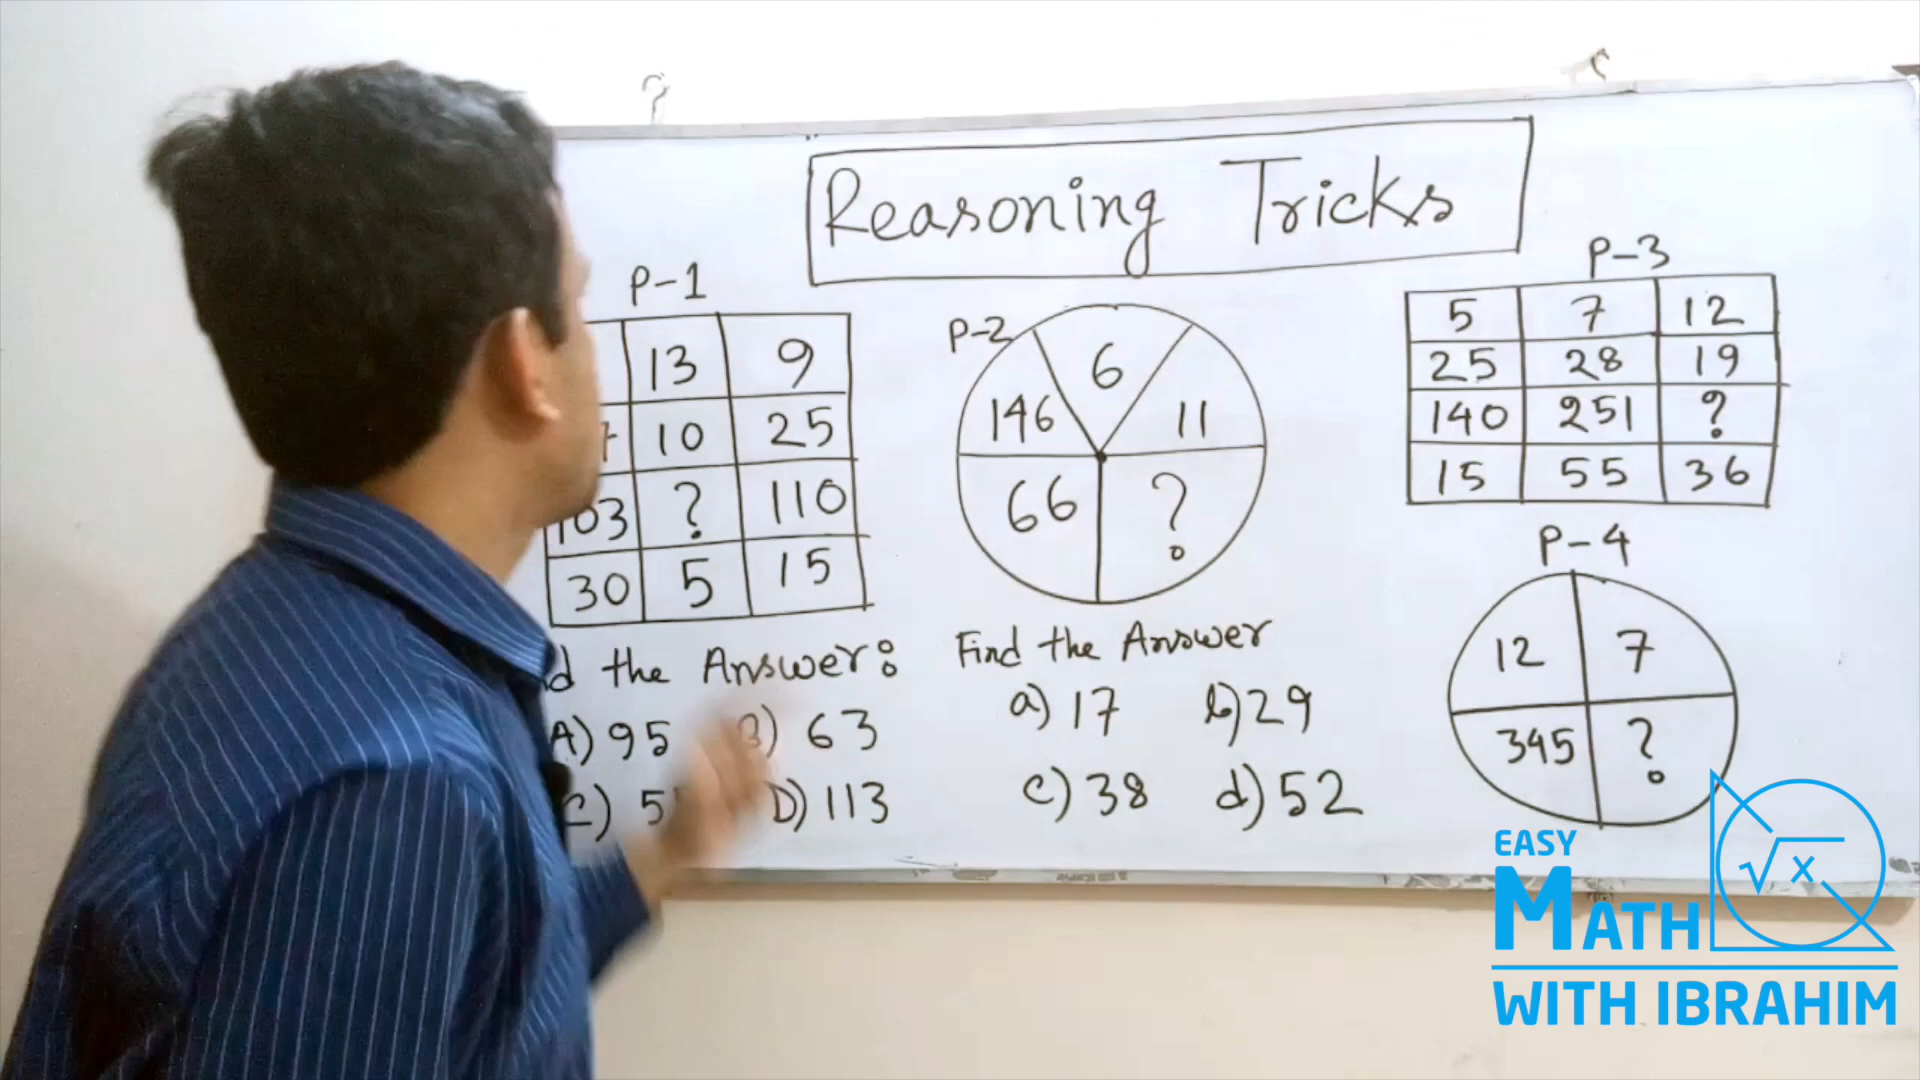 Reasoning Tricks
P-1
13 9
10 25
103 ? 110
30 5 15
the Answer:
A) 95 B) 63
C) D) 113
P-2
6
146 11
66 ?
Find the Answer
a) 17 b) 29
c) 38 d) 52
P-3
5 7 12
25 28 19
140 251 ?
15 55 36
P-4
12 7
345 ?
EASY
MATH
√x
WITH IBRAHIM